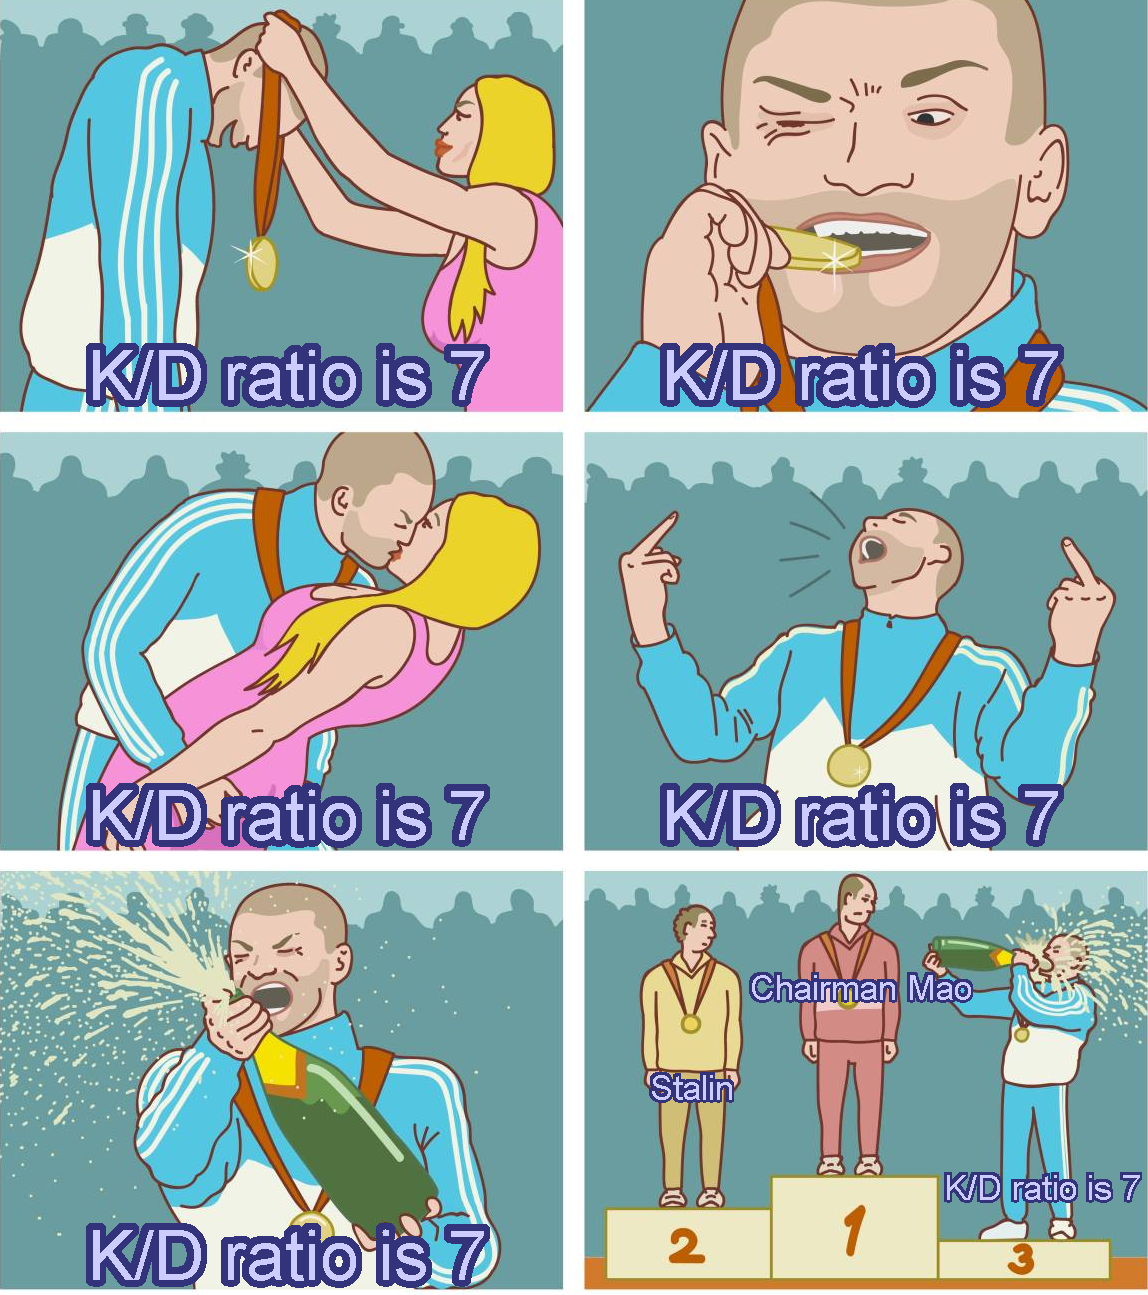 K/D ratio is 7
K/D ratio is 7
K/D ratio is 7
K/D ratio is 7
K/D ratio is 7
Chairman Mao
Stalin
K/D ratio is 7
2
1
3